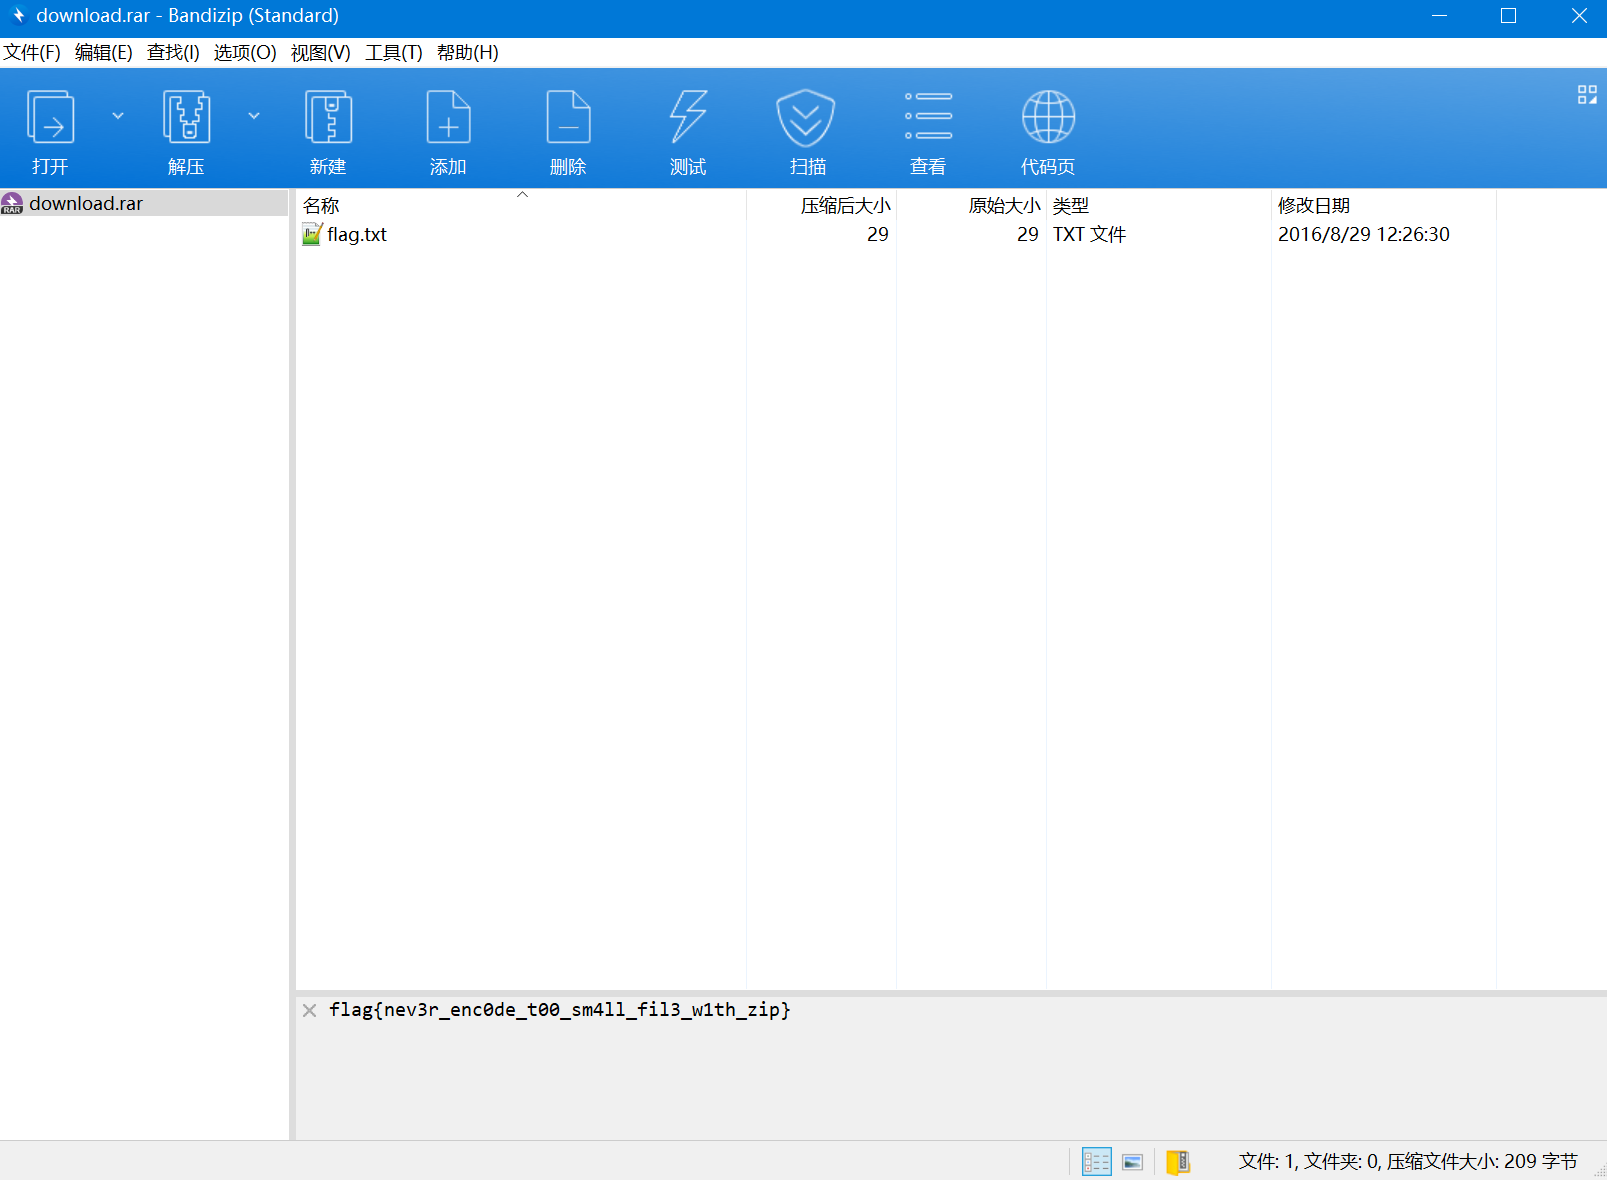 download.rar - Bandizip (Standard)
文件(F) 编辑(E) 查找(I) 选项(O) 视图(V) 工具(T) 帮助(H)
打开 解压 新建 添加 删除 测试 扫描 查看 代码页
RAR download.rar
名称 压缩后大小 原始大小 类型 修改日期
flag.txt 29 29 TXT 文件 2016/8/29 12:26:30
flag{nev3r_enc0de_t00_sm4ll_fil3_w1th_zip}
文件: 1, 文件夹: 0, 压缩文件大小: 209 字节